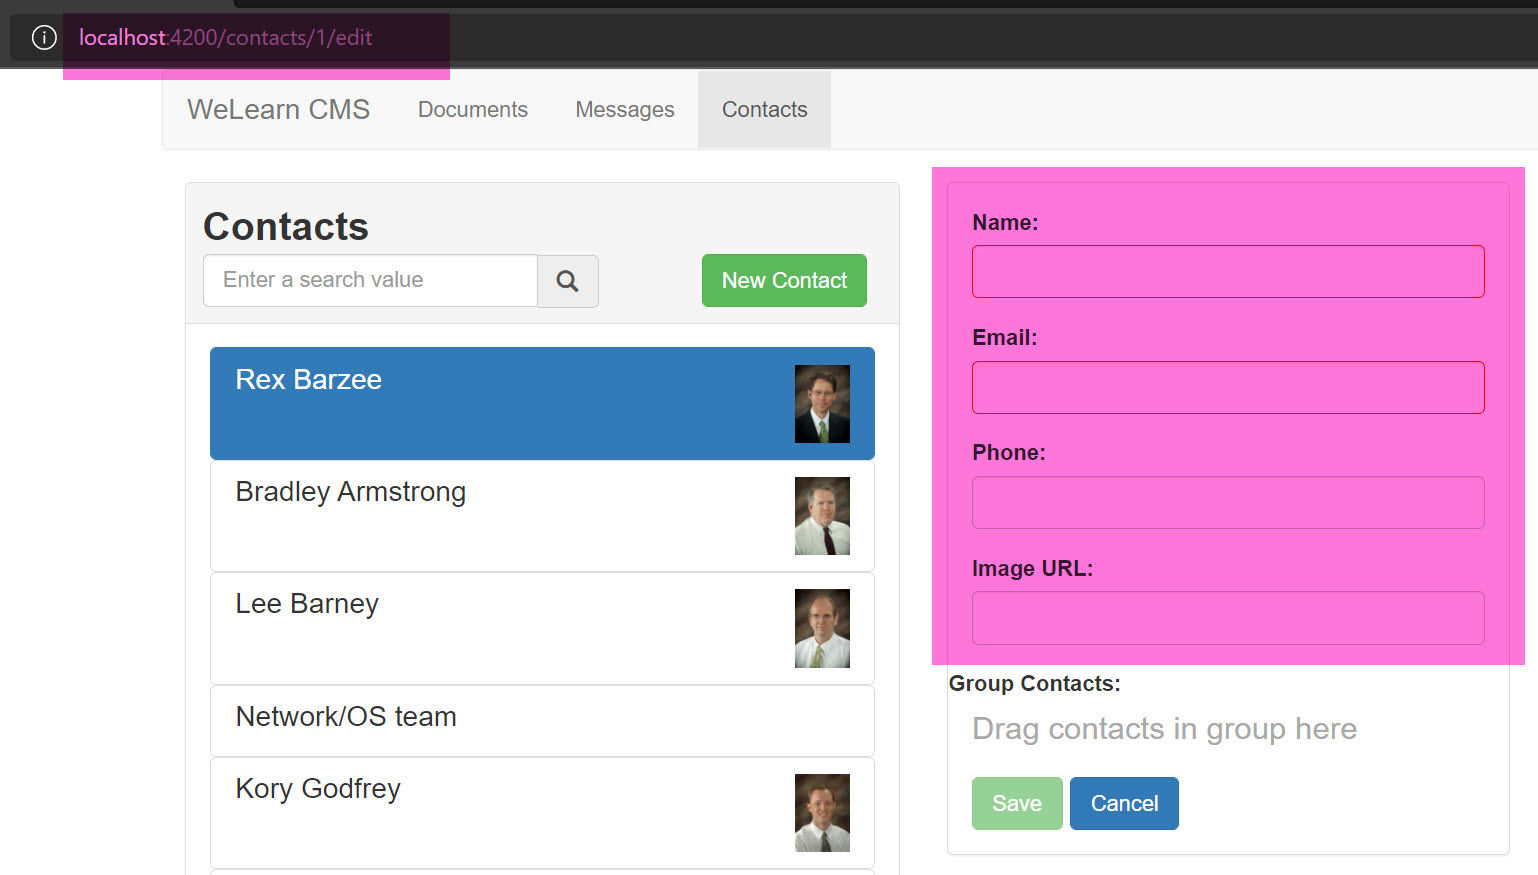 localhost:4200/contacts/1/edit
WeLearn CMS Documents Messages Contacts
Contacts
Enter a search value
New Contact
Rex Barzee
Bradley Armstrong
Lee Barney
Network/OS team
Kory Godfrey
Name:
Email:
Phone:
Image URL:
Group Contacts:
Drag contacts in group here
Save Cancel